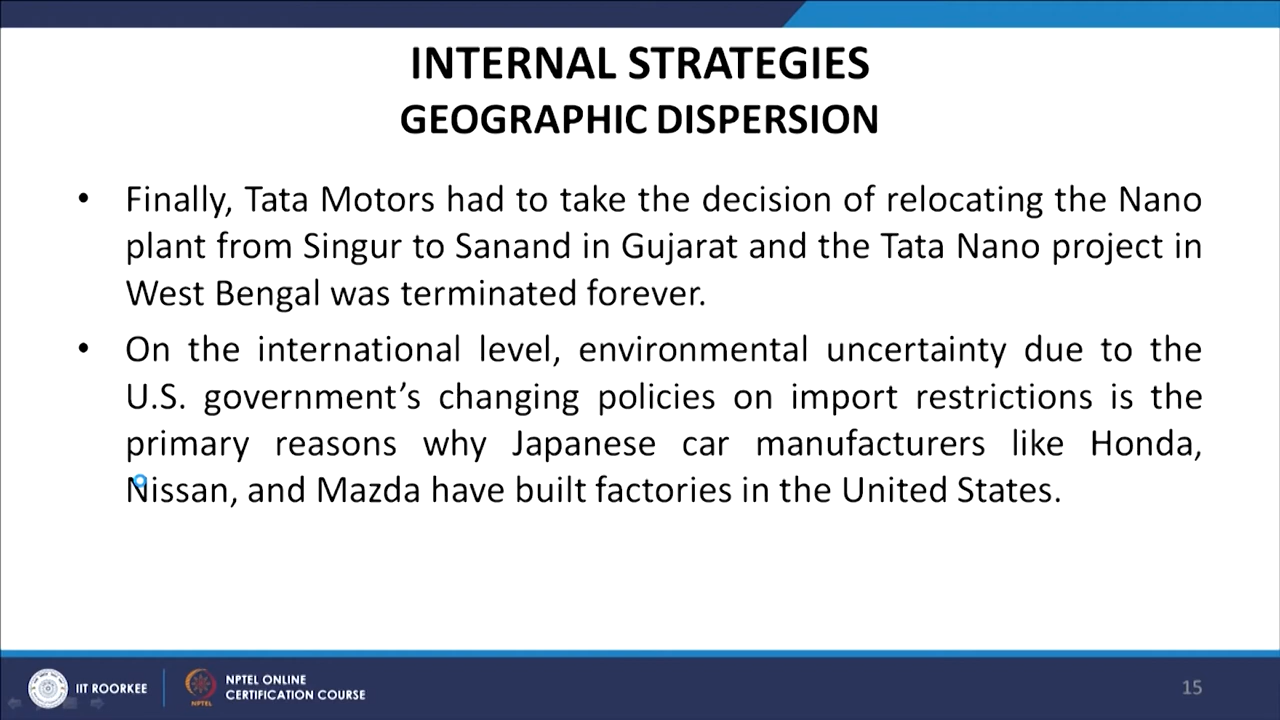 INTERNAL STRATEGIES
GEOGRAPHIC DISPERSION
• Finally, Tata Motors had to take the decision of relocating the Nano
plant from Singur to Sanand in Gujarat and the Tata Nano project in
West Bengal was terminated forever.
• On the international level, environmental uncertainty due to the
U.S. government’s changing policies on import restrictions is the
primary reasons why Japanese car manufacturers like Honda,
Nissan, and Mazda have built factories in the United States.
IIT ROORKEE
NPTEL
NPTEL ONLINE
CERTIFICATION COURSE
15